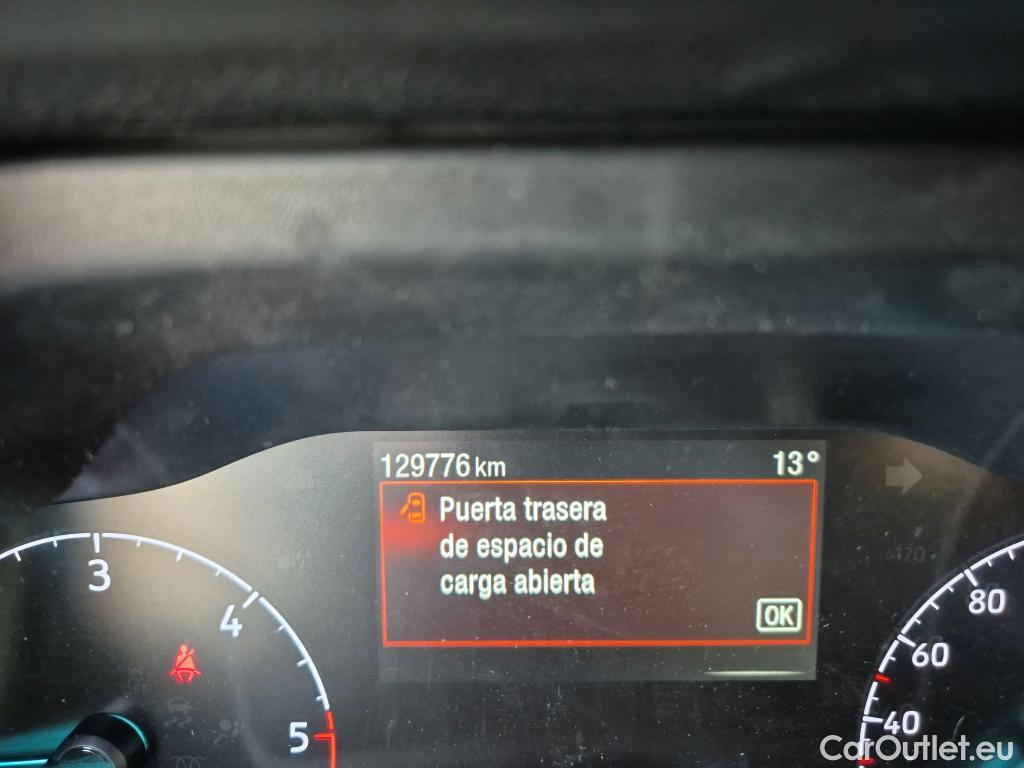 129776 km 13°
Puerta trasera
de espacio de
carga abierta
OK
3
4
5
120
80
60
40
CarOutlet.eu